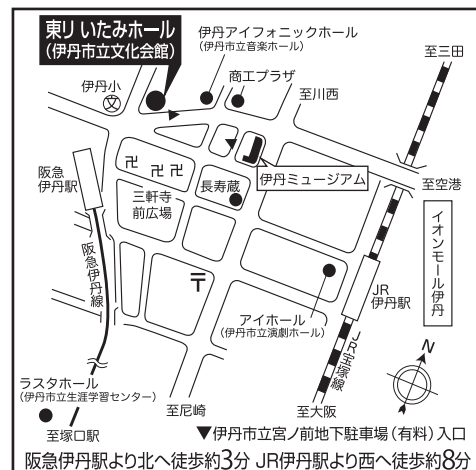 東リ いたみホール
(伊丹市立文化会館)
伊丹アイフォニックホール
(伊丹市立音楽ホール)
至三田
伊丹小
文
商工プラザ
至川西
阪急
伊丹駅
卍 卍 卍
三軒寺
前広場
長寿蔵
伊丹ミュージアム
至空港
イオンモール伊丹
阪急伊丹線
〒
アイホール
(伊丹市立演劇ホール)
JR
伊丹駅
JR宝塚線
N
ラスタホール
(伊丹市立生涯学習センター)
至塚口駅
至尼崎
至大阪
▼伊丹市立宮ノ前地下駐車場(有料)入口
阪急伊丹駅より北へ徒歩約3分 JR伊丹駅より西へ徒歩約8分